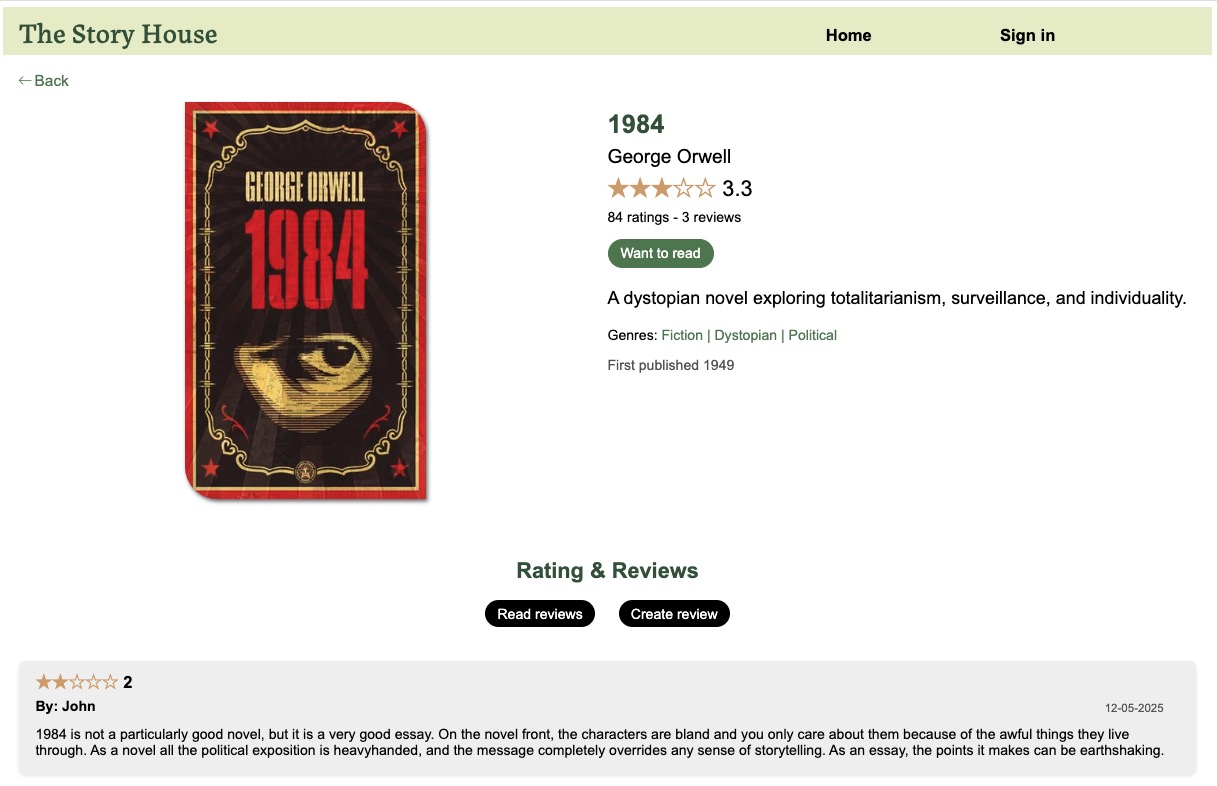 The Story House
Home
Sign in
←Back
GEORGE ORWELL
1984
1984
George Orwell
★★★☆☆ 3.3
84 ratings - 3 reviews
Want to read
A dystopian novel exploring totalitarianism, surveillance, and individuality.
Genres: Fiction | Dystopian | Political
First published 1949
Rating & Reviews
Read reviews
Create review
★★☆☆☆ 2
By: John
12-05-2025
1984 is not a particularly good novel, but it is a very good essay. On the novel front, the characters are bland and you only care about them because of the awful things they live
through. As a novel all the political exposition is heavyhanded, and the message completely overrides any sense of storytelling. As an essay, the points it makes can be earthshaking.